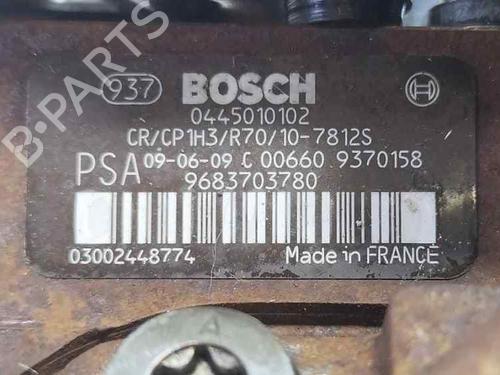 937 BOSCH
0445010102
CR/CP1H3/R70/10-7812S
PSA 09-06-09 C 00660 9370158
9683703780
03002448774 Made in FRANCE
A
B-PARTS